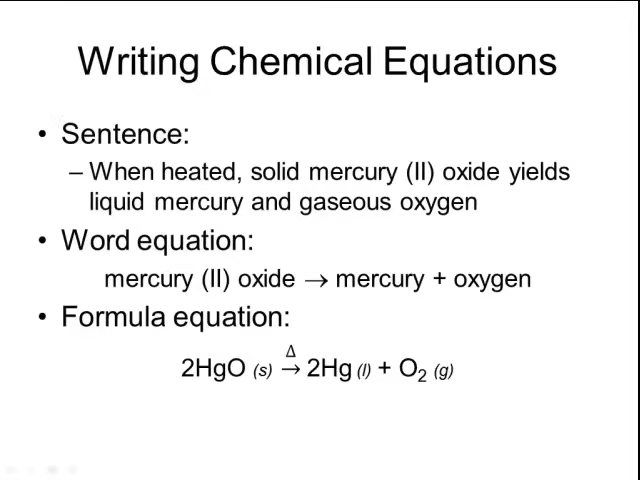 Writing Chemical Equations
• Sentence:
– When heated, solid mercury (II) oxide yields
liquid mercury and gaseous oxygen
• Word equation:
mercury (II) oxide → mercury + oxygen
• Formula equation:
Δ
2HgO (s) → 2Hg (l) + O₂ (g)